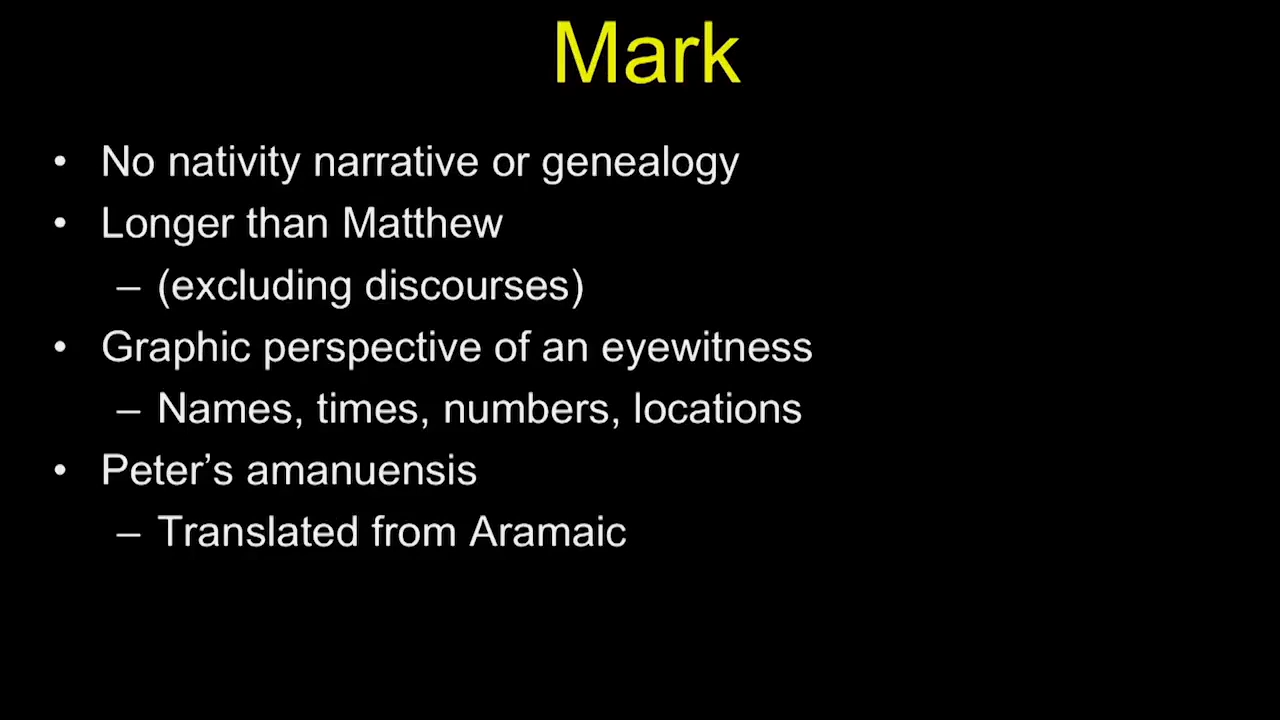 Mark
• No nativity narrative or genealogy
• Longer than Matthew
– (excluding discourses)
• Graphic perspective of an eyewitness
– Names, times, numbers, locations
• Peter’s amanuensis
– Translated from Aramaic